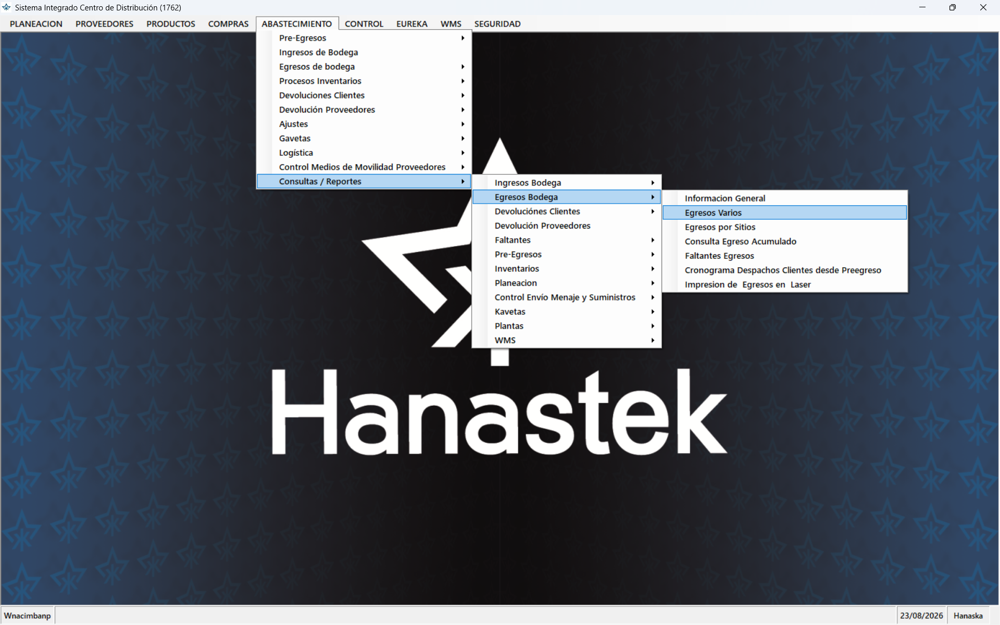 Sistema Integrado Centro de Distribución (1762)
PLANEACION PROVEEDORES PRODUCTOS COMPRAS ABASTECIMIENTO CONTROL EUREKA WMS SEGURIDAD
Pre-Egresos
Ingresos de Bodega
Egresos de bodega
Procesos Inventarios
Devoluciones Clientes
Devolución Proveedores
Ajustes
Gavetas
Logística
Control Medios de Movilidad Proveedores
Consultas / Reportes
Ingresos Bodega
Egresos Bodega
Devoluciónes Clientes
Devolución Proveedores
Faltantes
Pre-Egresos
Inventarios
Planeacion
Control Envío Menaje y Suministros
Kavetas
Plantas
WMS
Informacion General
Egresos Varios
Egresos por Sitios
Consulta Egreso Acumulado
Faltantes Egresos
Cronograma Despachos Clientes desde Preegreso
Impresion de  Egresos en  Laser
Hanastek
Wnacimbanp 23/08/2026 Hanaska